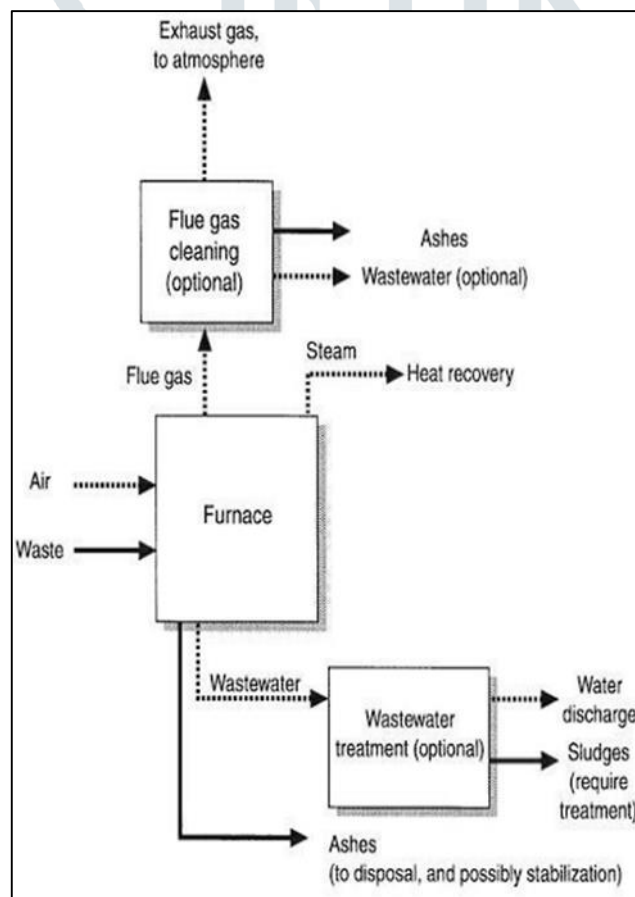 Exhaust gas,
to atmosphere
Flue gas
cleaning
(optional)
Ashes
Wastewater (optional)
Flue gas
Steam
Heat recovery
Air
Waste
Furnace
Wastewater
Wastewater
treatment (optional)
Water
discharge
Sludges
(require
treatment)
Ashes
(to disposal, and possibly stabilization)